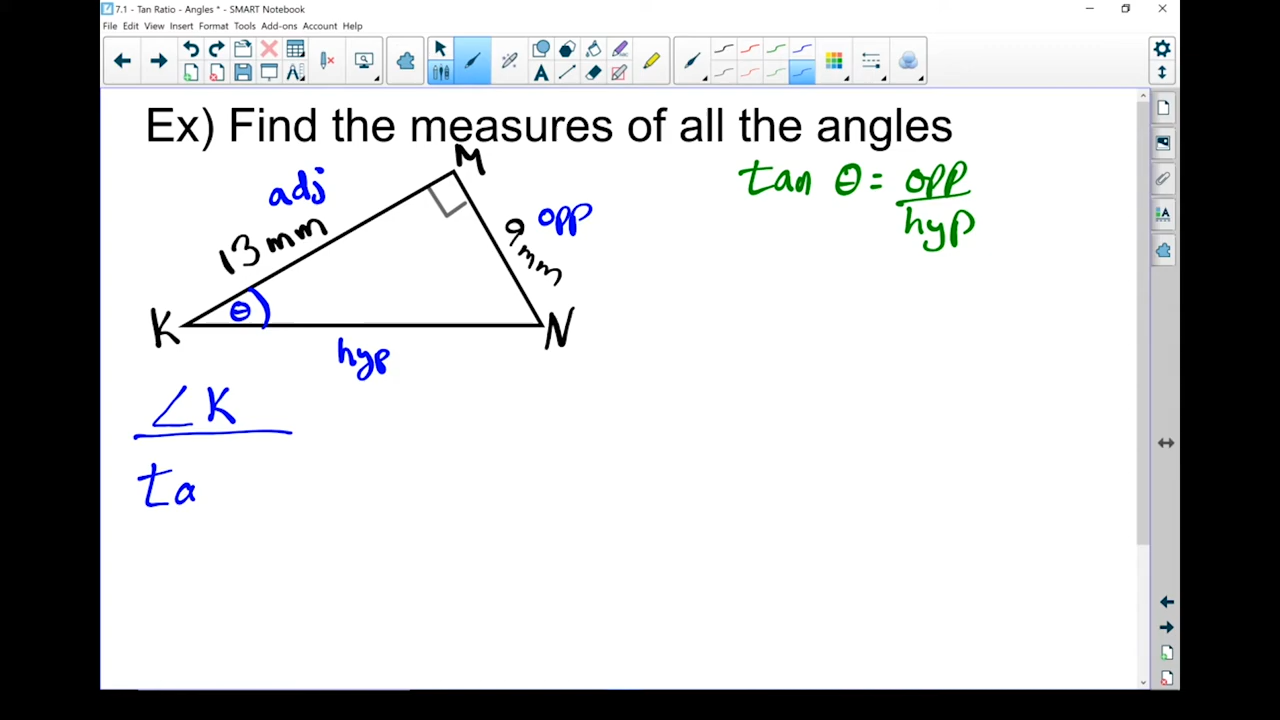 7.1 - Tan Ratio - Angles * - SMART Notebook
File Edit View Insert Format Tools Add-ons Account Help
Ex) Find the measures of all the angles
M
adj
tan θ = opp
hyp
13 mm
9 mm
opp
θ
K
N
hyp
∠ K
ta